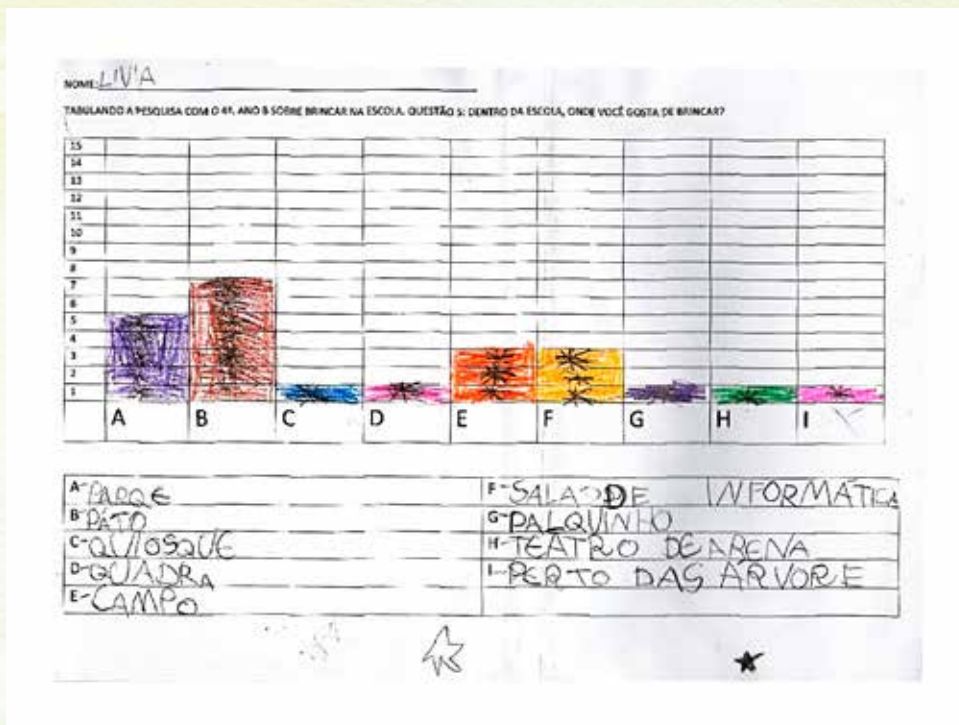 NOME: LIVIA
TABULANDO A PESQUISA COM O 4º. ANO B SOBRE BRINCAR NA ESCOLA. QUESTÃO 5: DENTRO DA ESCOLA, ONDE VOCÊ GOSTA DE BRINCAR?
15
14
13
12
11
10
9
8
7
6
5
4
3
2
1
A B C D E F G H I
A-PARQE
B-PÁTO
C-QUIOSQUE
D-QUADRA
E-CAMPO
F-SALA DE INFORMÁTICA
G-PALQUINHO
H-TEATRO DE ARENA
I-PERTO DAS ÁRVORE